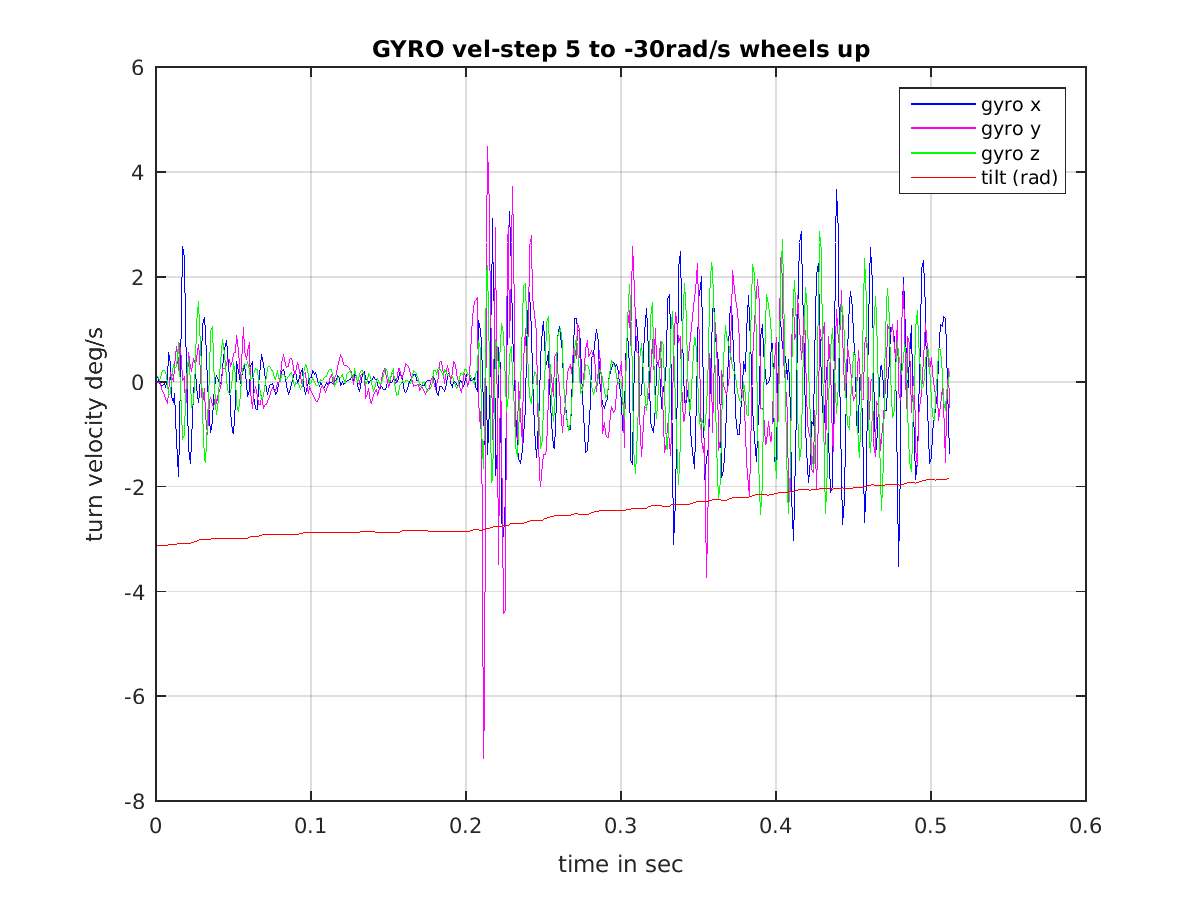 GYRO vel-step 5 to -30rad/s wheels up
6
4
2
0
-2
-4
-6
-8
turn velocity deg/s
gyro x
gyro y
gyro z
tilt (rad)
0 0.1 0.2 0.3 0.4 0.5 0.6
time in sec